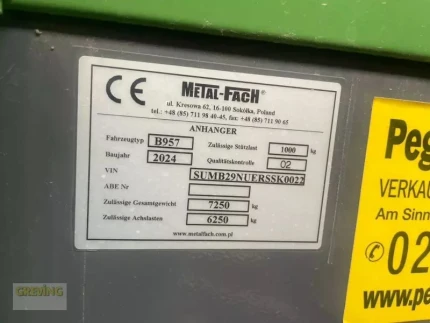 CE METAL-FACH
ul. Kresowa 62, 16-100 Sokółka, Poland
tel.: +48 (85) 711 98 40-45, fax: +48 (85) 711 90 65
ANHANGER
Fahrzeugtyp B957 Zulässige Stützlast 1000 kg
Baujahr 2024 Qualitätskontrolle 02
VIN SUMB29NUERSSK0022
ABE Nr
Zulässige Gesamtgewicht 7250 kg
Zulässige Achslasten 6250 kg
www.metalfach.com.pl
Peg
VERKAU
Am Sinn
02
www.pe
GREVING